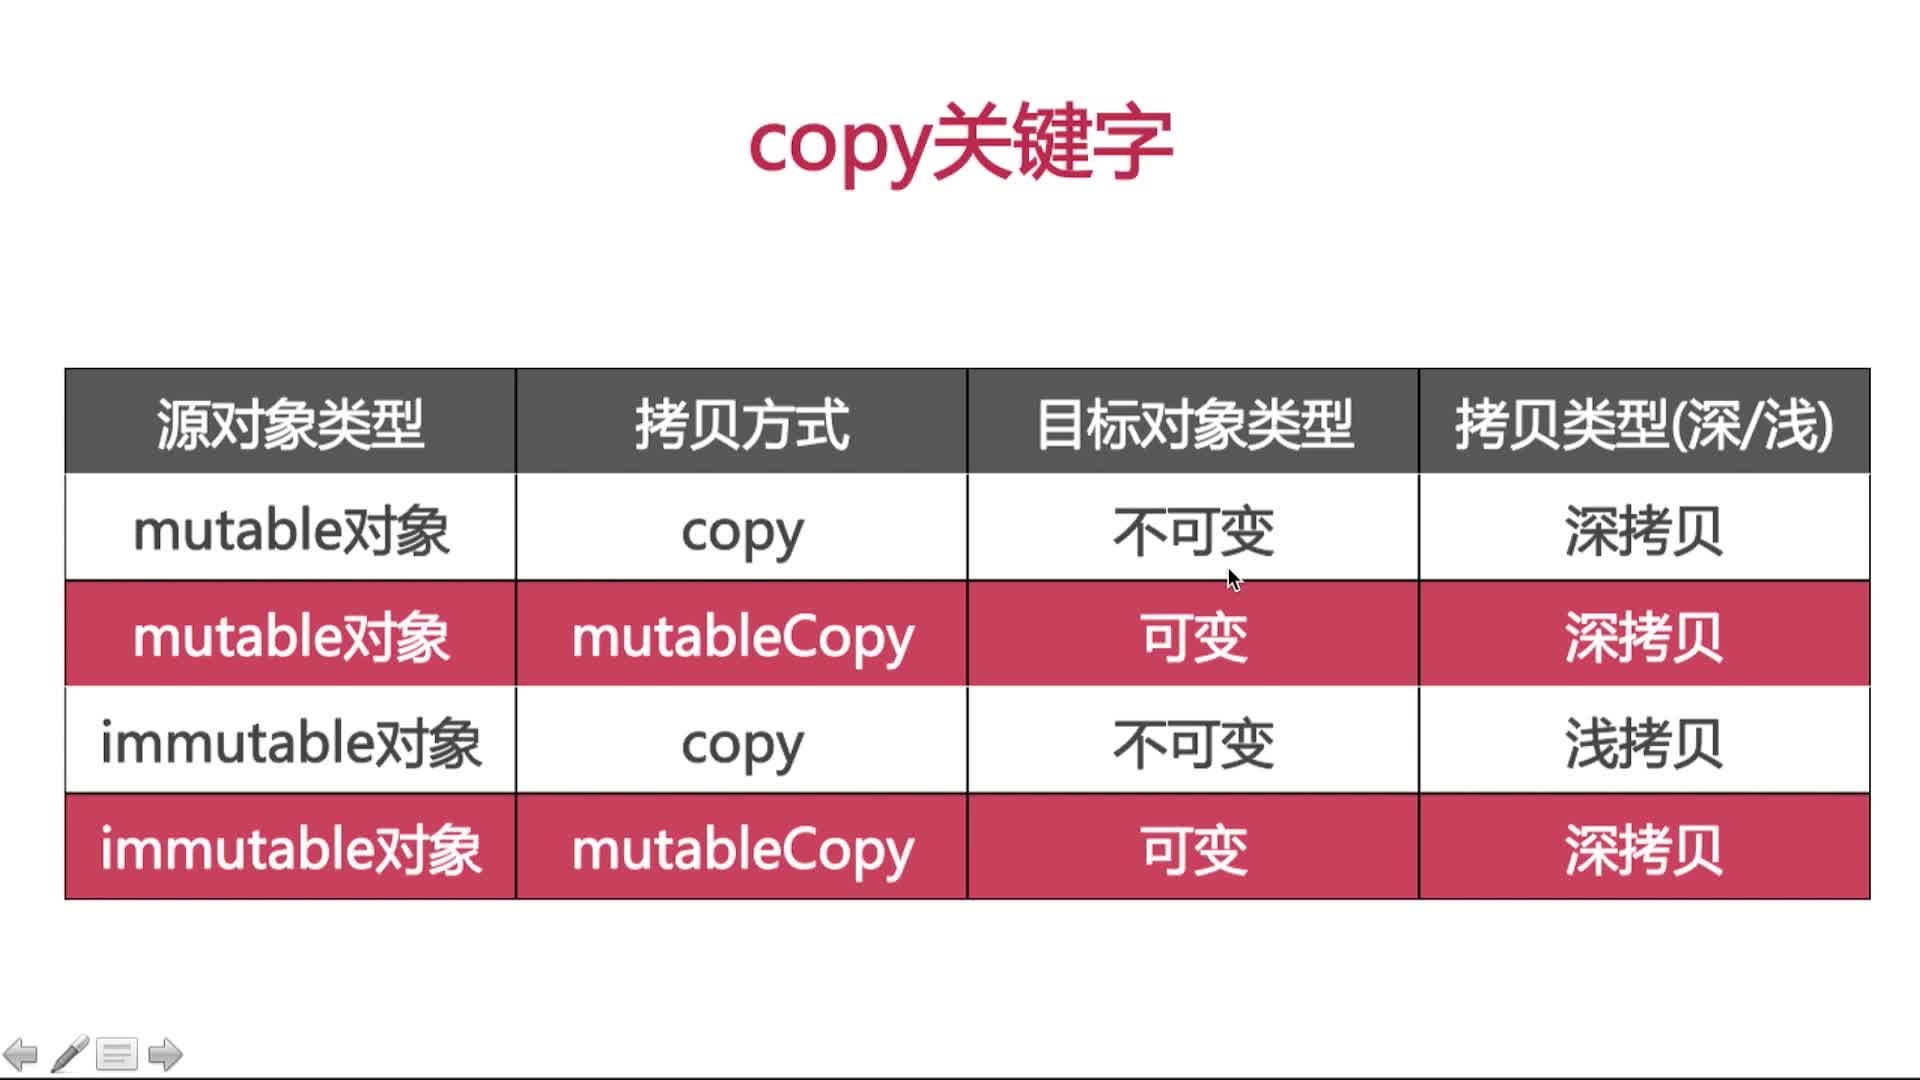 copy关键字
源对象类型 拷贝方式 目标对象类型 拷贝类型(深/浅)
mutable对象 copy 不可变 深拷贝
mutable对象 mutableCopy 可变 深拷贝
immutable对象 copy 不可变 浅拷贝
immutable对象 mutableCopy 可变 深拷贝